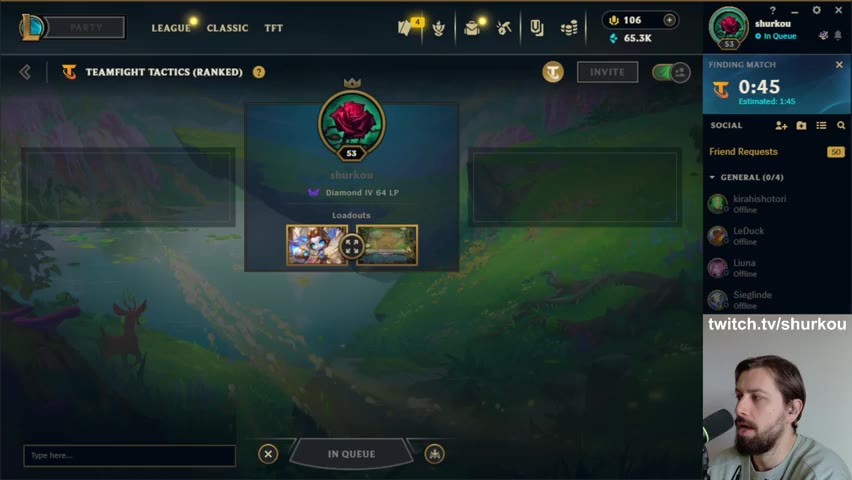 PARTY
LEAGUE
CLASSIC
TFT
4
106
65.3K
?
shurkou
In Queue
53
TEAMFIGHT TACTICS (RANKED) ?
INVITE
FINDING MATCH
0:45
Estimated: 1:45
SOCIAL
Friend Requests
50
GENERAL (0/4)
kirahishotori
Offline
LeDuck
Offline
Liuna
Offline
Sieglinde
Offline
53
shurkou
Diamond IV 64 LP
Loadouts
Type here...
IN QUEUE
twitch.tv/shurkou